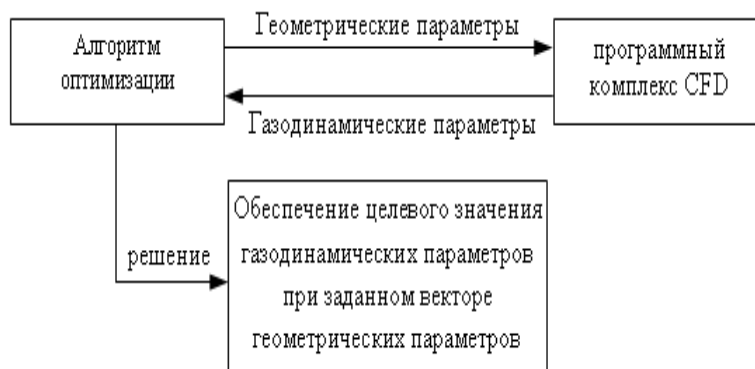 Алгоритм
оптимизации
Геометрические параметры
программный
комплекс CFD
Газодинамические параметры
решение
Обеспечение целевого значения
газодинамических параметров
при заданном векторе
геометрических параметров